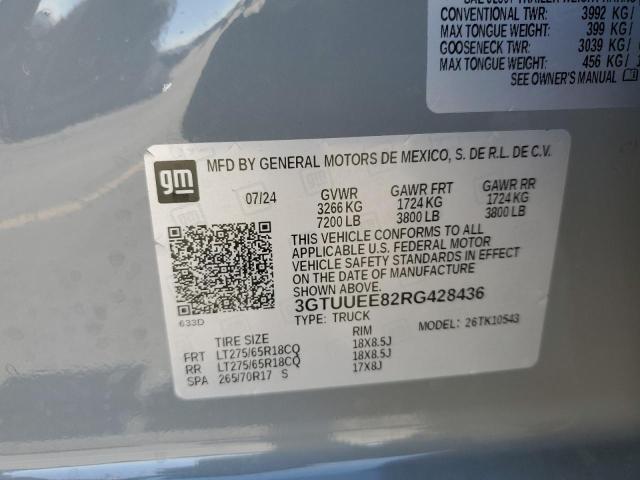 CONVENTIONAL TWR: 3992 KG /
MAX TONGUE WEIGHT: 399 KG /
GOOSENECK TWR: 3039 KG /
MAX TONGUE WEIGHT: 456 KG /
SEE OWNER'S MANUAL
gm
MFD BY GENERAL MOTORS DE MEXICO, S. DE R.L. DE C.V.
07/24 GVWR GAWR FRT GAWR RR
3266 KG 1724 KG 1724 KG
7200 LB 3800 LB 3800 LB
THIS VEHICLE CONFORMS TO ALL
APPLICABLE U.S. FEDERAL MOTOR
VEHICLE SAFETY STANDARDS IN EFFECT
ON THE DATE OF MANUFACTURE
SHOWN ABOVE.
3GTUUEE82RG428436
633D
TYPE: TRUCK MODEL: 26TK10543
TIRE SIZE RIM
FRT LT275/65R18CQ 18X8.5J
RR LT275/65R18CQ 18X8.5J
SPA 265/70R17 S 17X8J